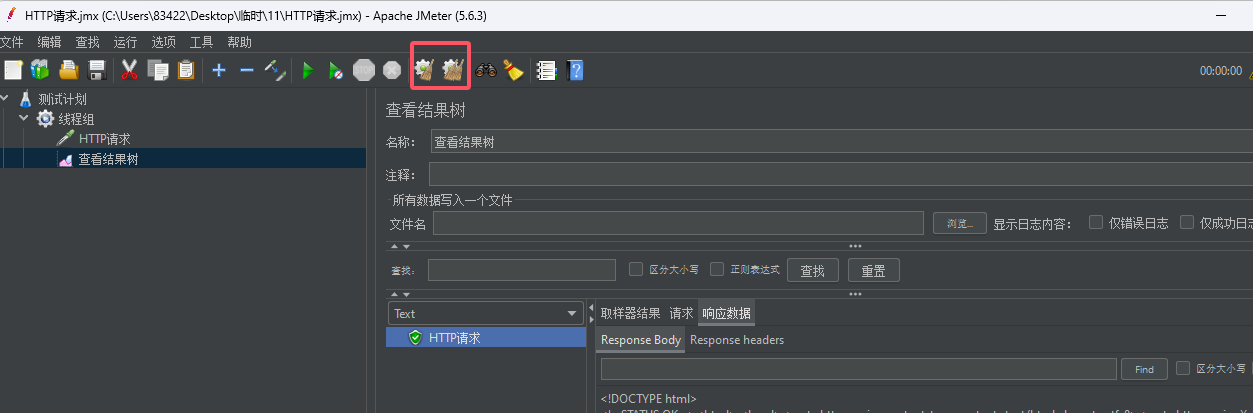 HTTP请求.jmx (C:\Users\83422\Desktop\临时\11\HTTP请求.jmx) - Apache JMeter (5.6.3)
文件 编辑 查找 运行 选项 工具 帮助
STOP
00:00:00
测试计划
线程组
HTTP请求
查看结果树
查看结果树
名称： 查看结果树
注释：
所有数据写入一个文件
文件名 浏览... 显示日志内容： 仅错误日志 仅成功日志
查找： 区分大小写 正则表达式 查找 重置
Text
HTTP请求
取样器结果 请求 响应数据
Response Body Response headers
Find 区分大小写
<!DOCTYPE html>